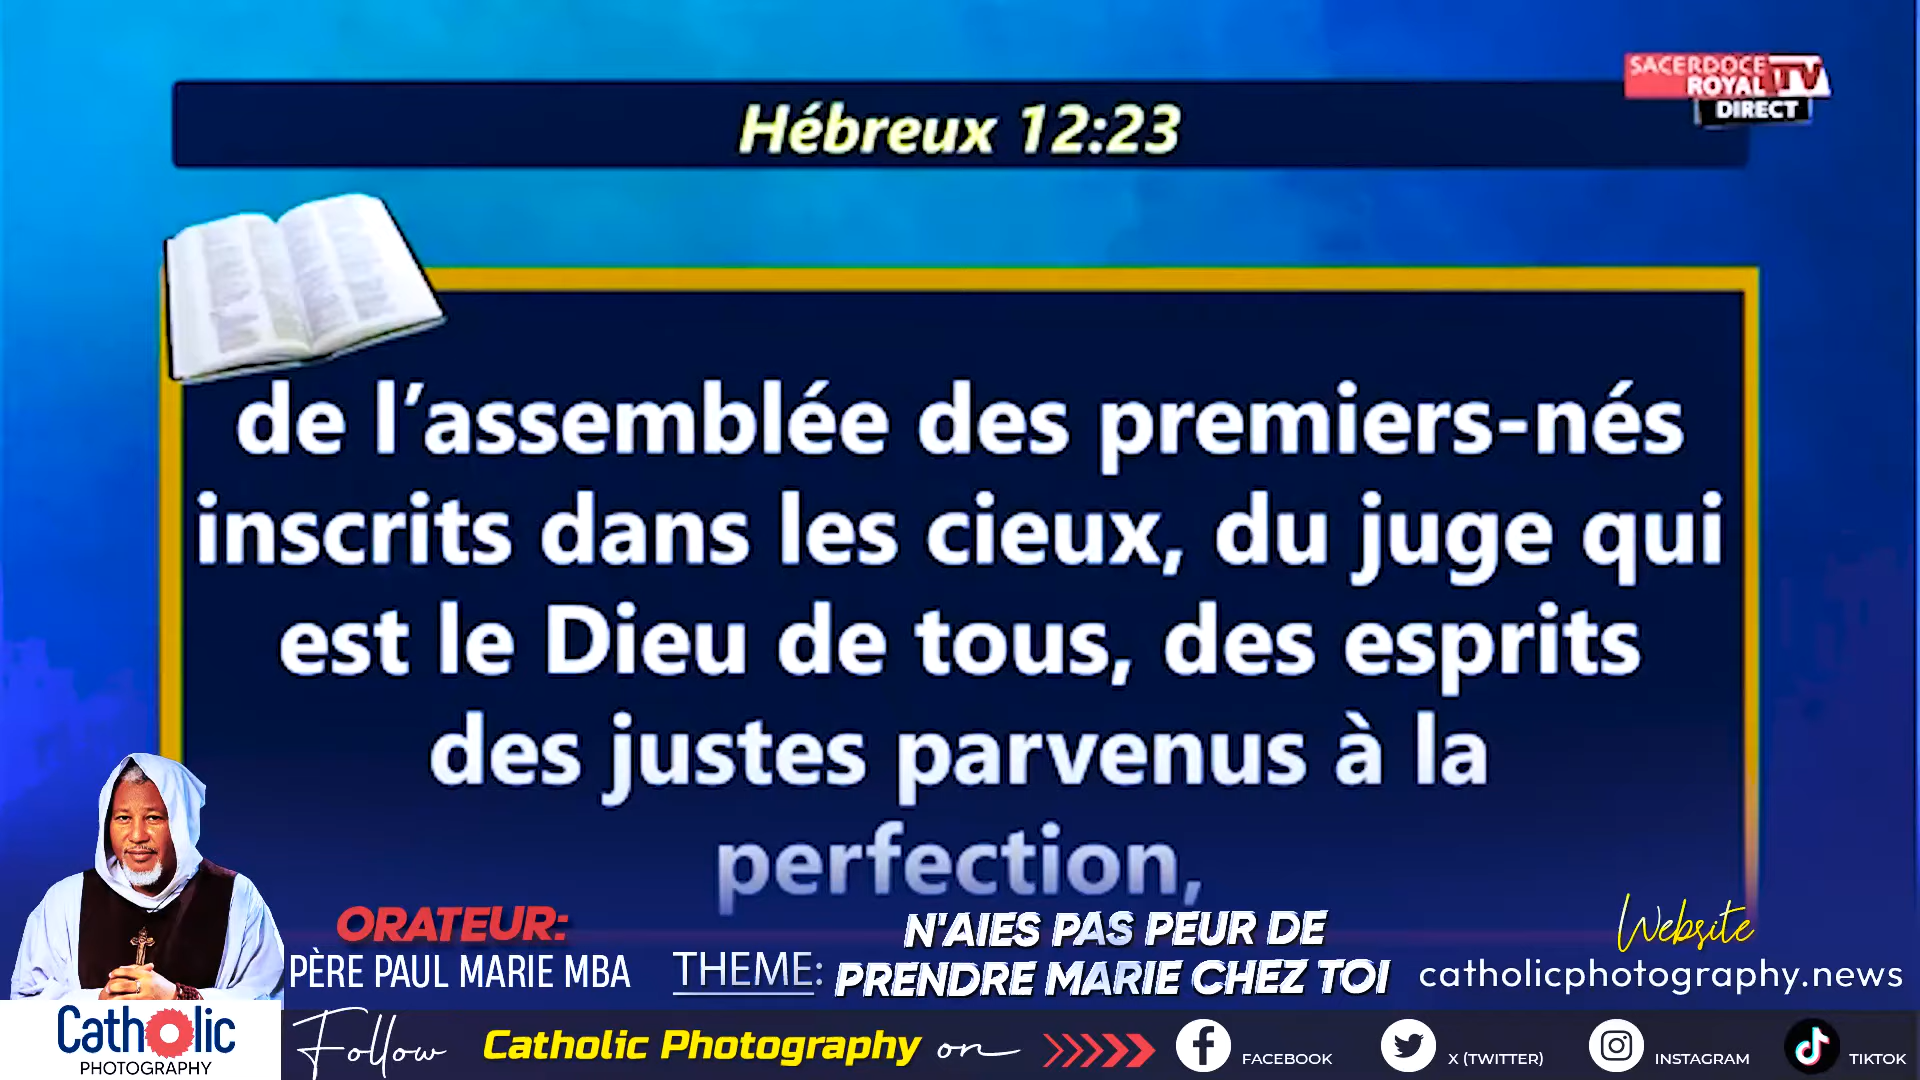 SACERDOCE
ROYAL TV
DIRECT
Hébreux 12:23
de l’assemblée des premiers-nés
inscrits dans les cieux, du juge qui
est le Dieu de tous, des esprits
des justes parvenus à la
perfection,
ORATEUR:
PÈRE PAUL MARIE MBA
THEME:
N'AIES PAS PEUR DE
PRENDRE MARIE CHEZ TOI
Website
catholicphotography.news
Catholic
PHOTOGRAPHY
Follow Catholic Photography on
FACEBOOK
X (TWITTER)
INSTAGRAM
TIKTOK